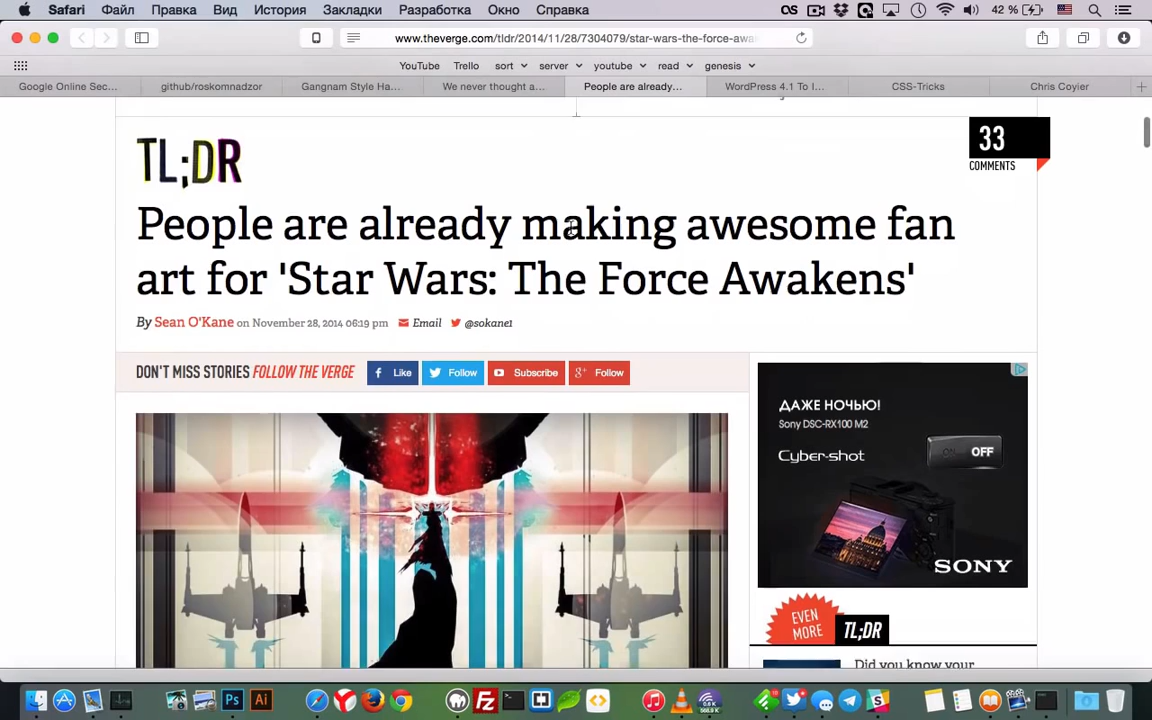 Safari Файл Правка Вид История Закладки Разработка Окно Справка
42 %
www.theverge.com/tldr/2014/11/28/7304079/star-wars-the-force-awa
YouTube Trello sort server youtube read genesis
Google Online Sec... github/roskomnadzor Gangnam Style Ha... We never thought a... People are already... WordPress 4.1 To I... CSS-Tricks Chris Coyier
TL;DR
33
COMMENTS
People are already making awesome fan
art for 'Star Wars: The Force Awakens'
By Sean O'Kane on November 28, 2014 06:19 pm Email @sokane1
DON'T MISS STORIES FOLLOW THE VERGE Like Follow Subscribe Follow
ДАЖЕ НОЧЬЮ!
Sony DSC-RX100 M2
Cyber-shot
OFF
SONY
EVEN
MORE
TL;DR
Did you know your